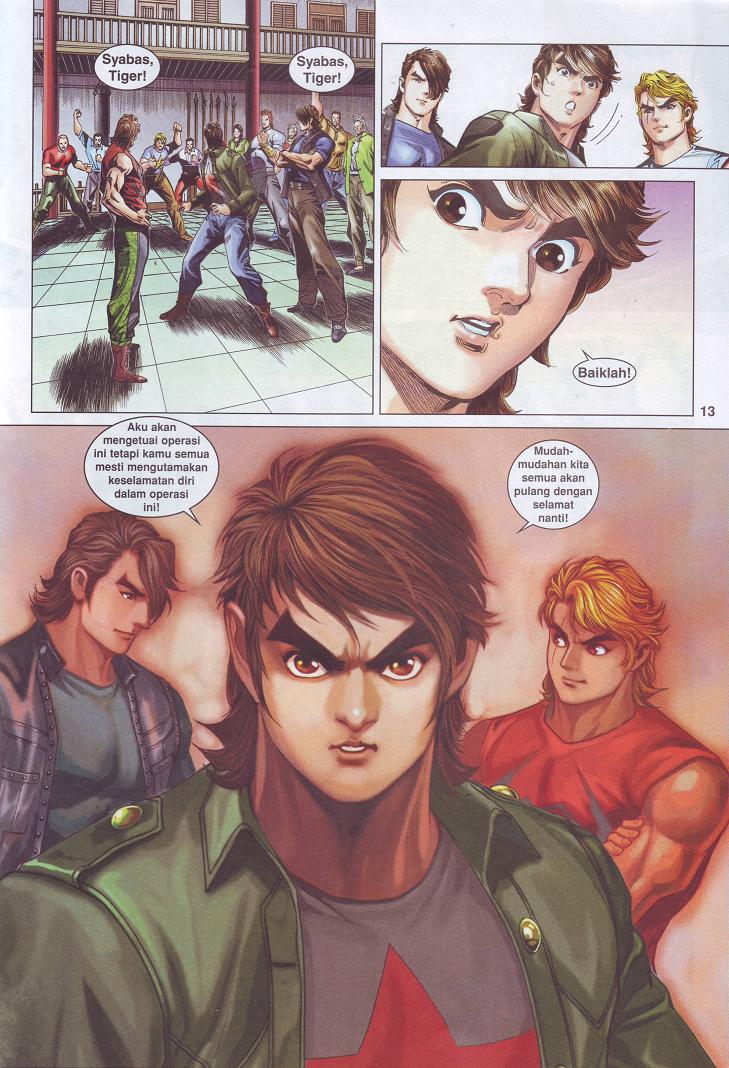 Syabas,
Tiger!
Syabas,
Tiger!
Baiklah!
13
Aku akan
mengetuai operasi
ini tetapi kamu semua
mesti mengutamakan
keselamatan diri
dalam operasi
ini!
Mudah-
mudahan kita
semua akan
pulang dengan
selamat
nanti!